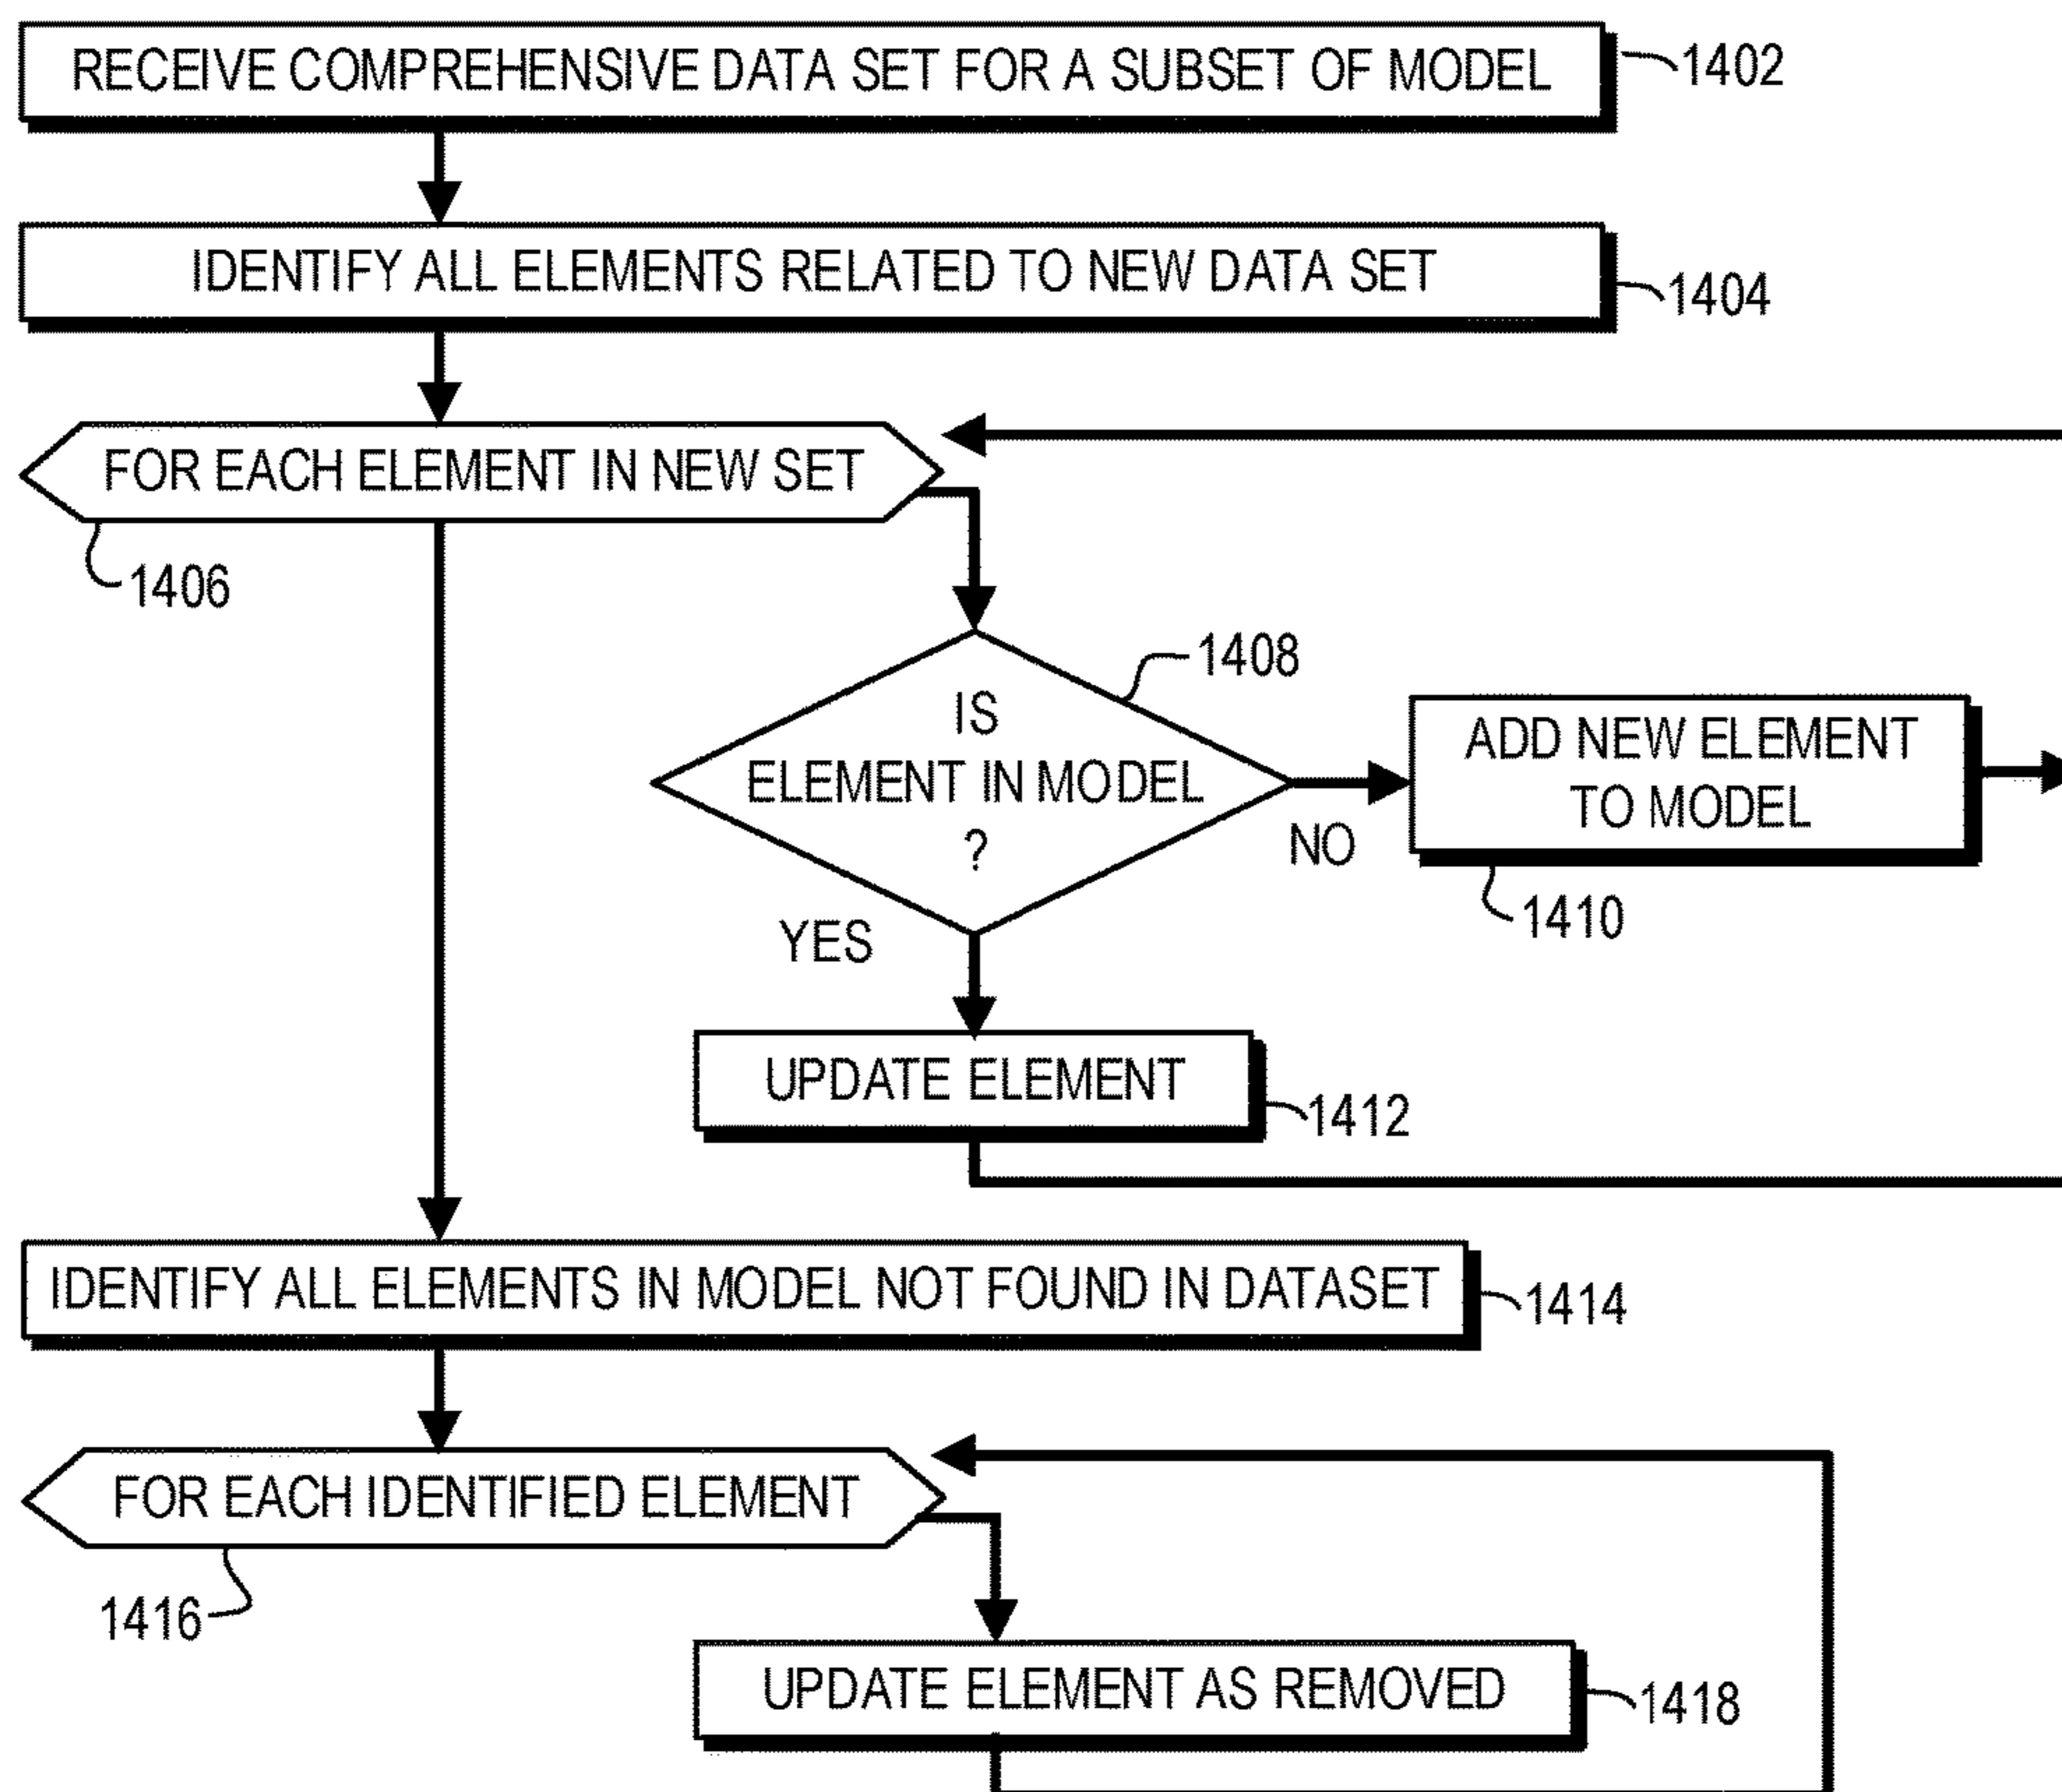 RECEIVE COMPREHENSIVE DATA SET FOR A SUBSET OF MODEL
1402
IDENTIFY ALL ELEMENTS RELATED TO NEW DATA SET
1404
FOR EACH ELEMENT IN NEW SET
1406
1408
IS
ELEMENT IN MODEL
?
NO
ADD NEW ELEMENT
TO MODEL
1410
YES
UPDATE ELEMENT
1412
IDENTIFY ALL ELEMENTS IN MODEL NOT FOUND IN DATASET
1414
FOR EACH IDENTIFIED ELEMENT
1416
UPDATE ELEMENT AS REMOVED
1418